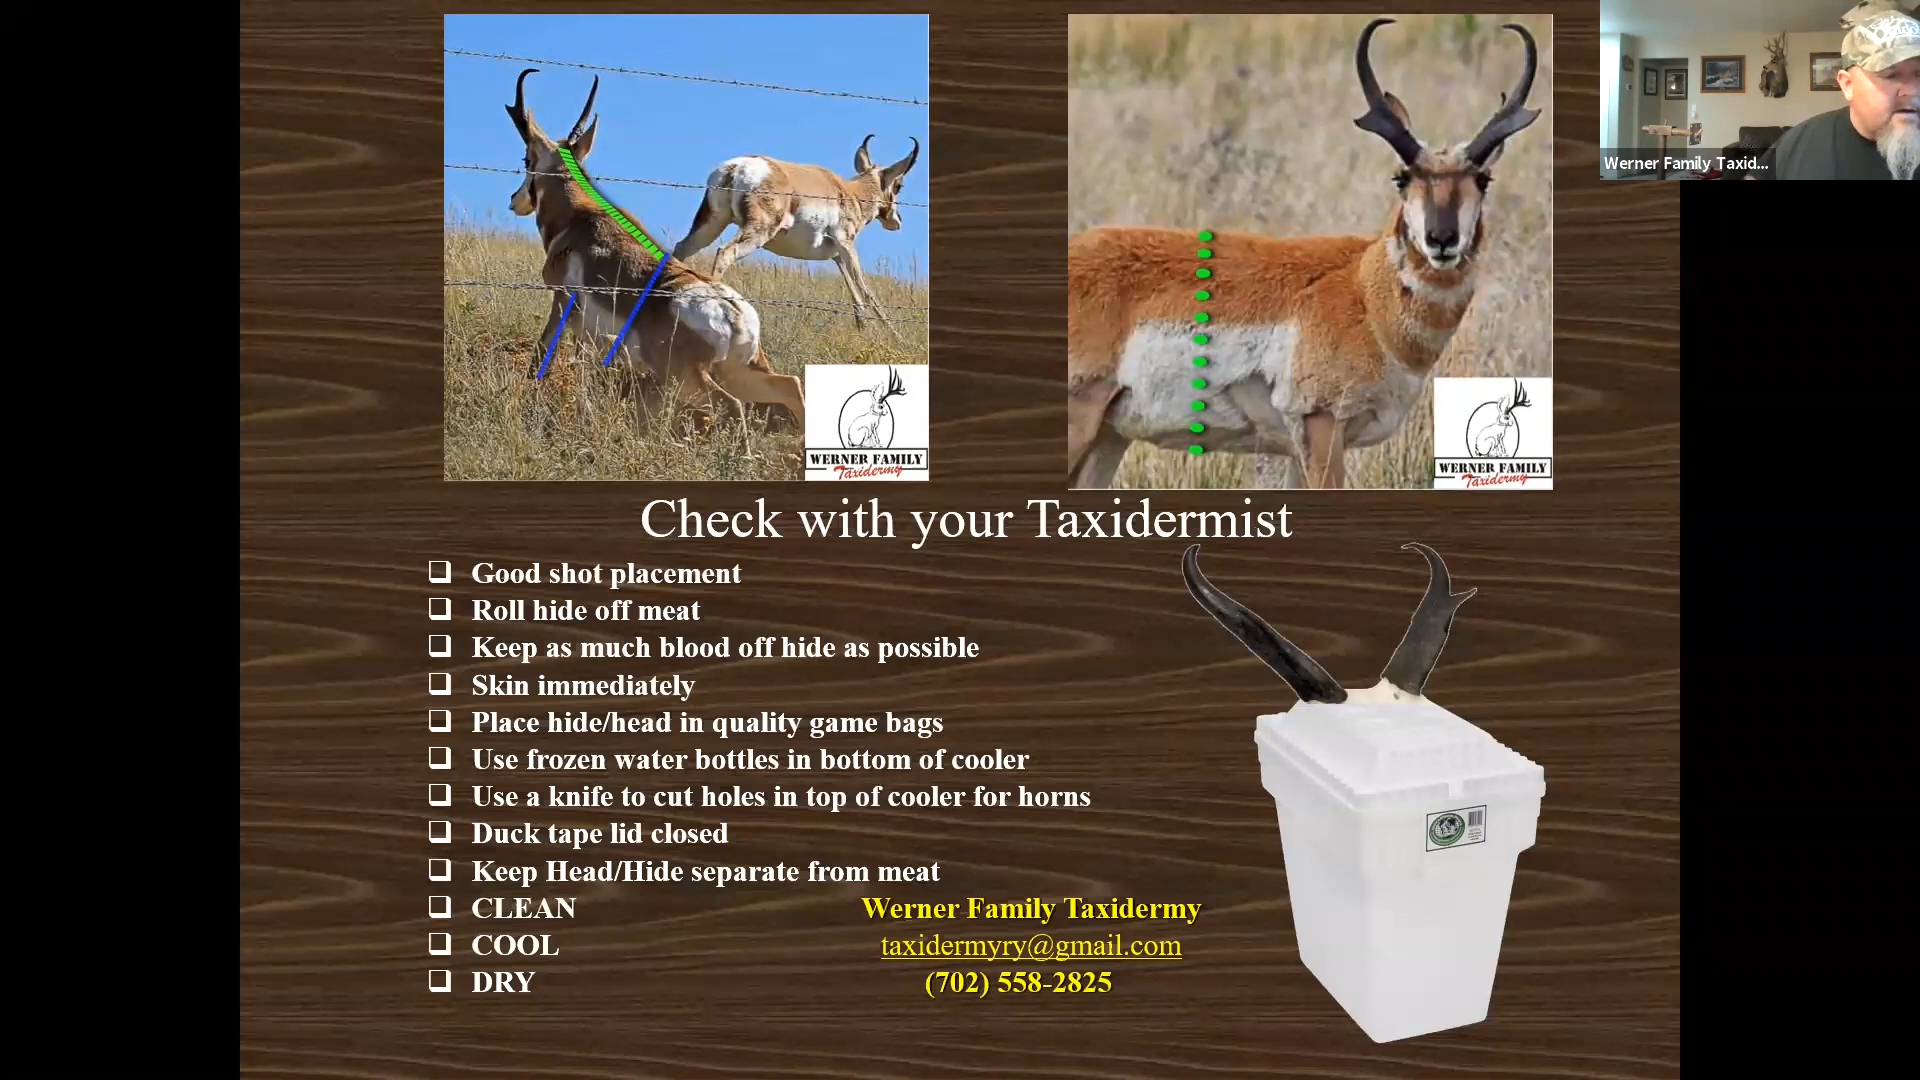 Werner Family Taxid...
WERNER FAMILY
Taxidermy
WERNER FAMILY
Taxidermy
Check with your Taxidermist
Good shot placement
Roll hide off meat
Keep as much blood off hide as possible
Skin immediately
Place hide/head in quality game bags
Use frozen water bottles in bottom of cooler
Use a knife to cut holes in top of cooler for horns
Duck tape lid closed
Keep Head/Hide separate from meat
CLEAN
COOL
DRY
Werner Family Taxidermy
taxidermyry@gmail.com
(702) 558-2825